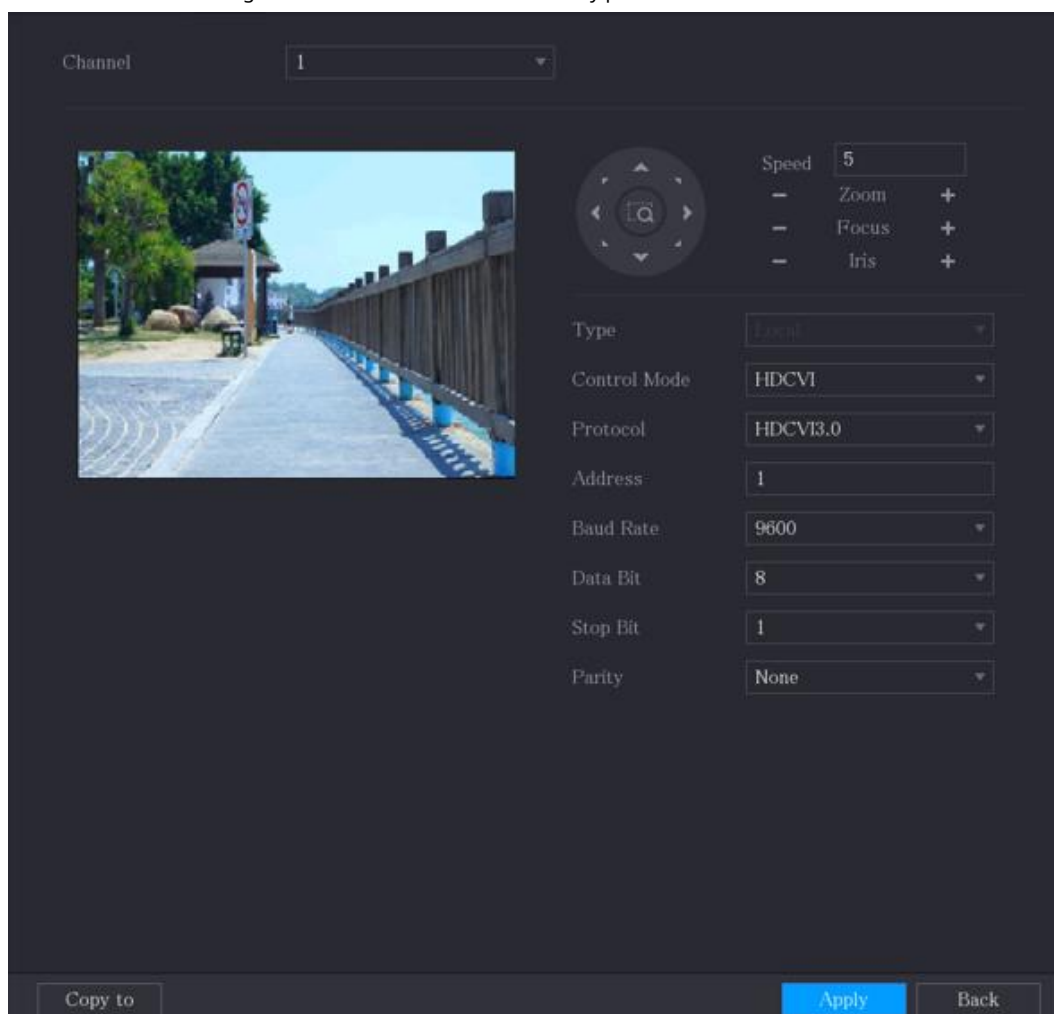 Channel 1
Speed 5
- Zoom +
- Focus +
- Iris +
Type Local
Control Mode HDCVI
Protocol HDCVI3.0
Address 1
Baud Rate 9600
Data Bit 8
Stop Bit 1
Parity None
Copy to Apply Back